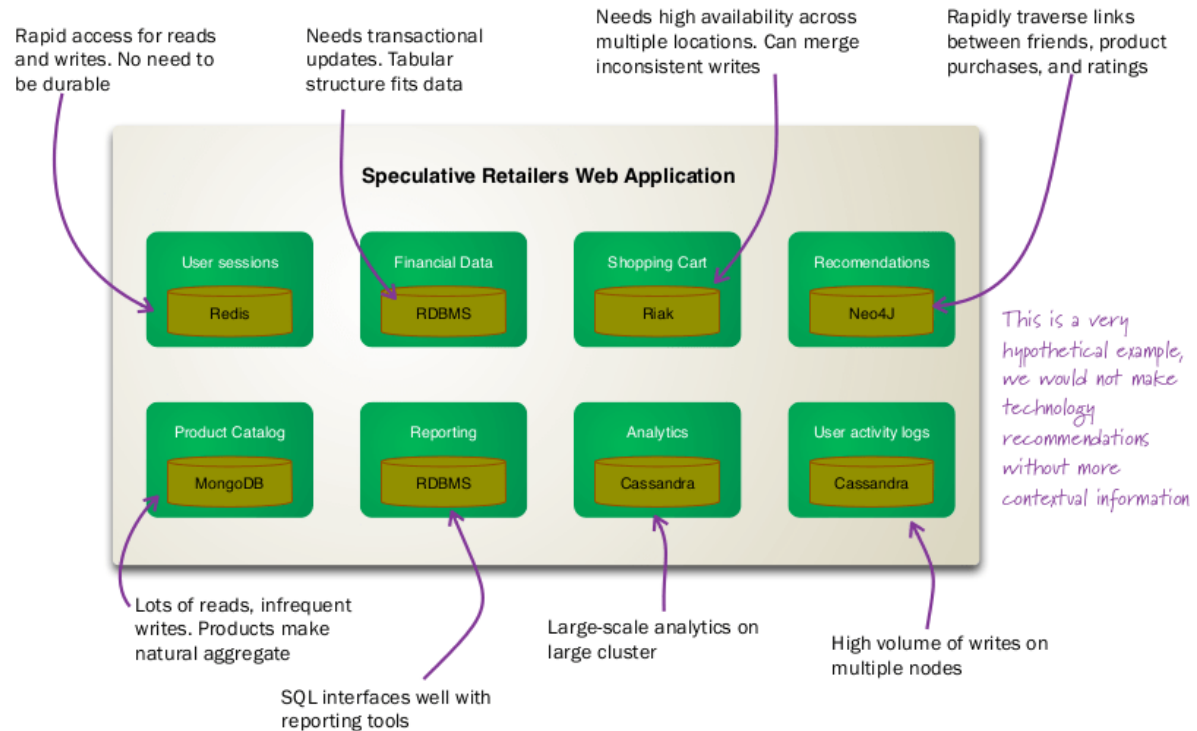 Rapid access for reads
and writes. No need to
be durable
Needs transactional
updates. Tabular
structure fits data
Needs high availability across
multiple locations. Can merge
inconsistent writes
Rapidly traverse links
between friends, product
purchases, and ratings
Speculative Retailers Web Application
User sessions
Redis
Financial Data
RDBMS
Shopping Cart
Riak
Recomendations
Neo4J
This is a very
hypothetical example,
we would not make
technology
recommendations
without more
contextual information
Product Catalog
MongoDB
Reporting
RDBMS
Analytics
Cassandra
User activity logs
Cassandra
Lots of reads, infrequent
writes. Products make
natural aggregate
SQL interfaces well with
reporting tools
Large-scale analytics on
large cluster
High volume of writes on
multiple nodes